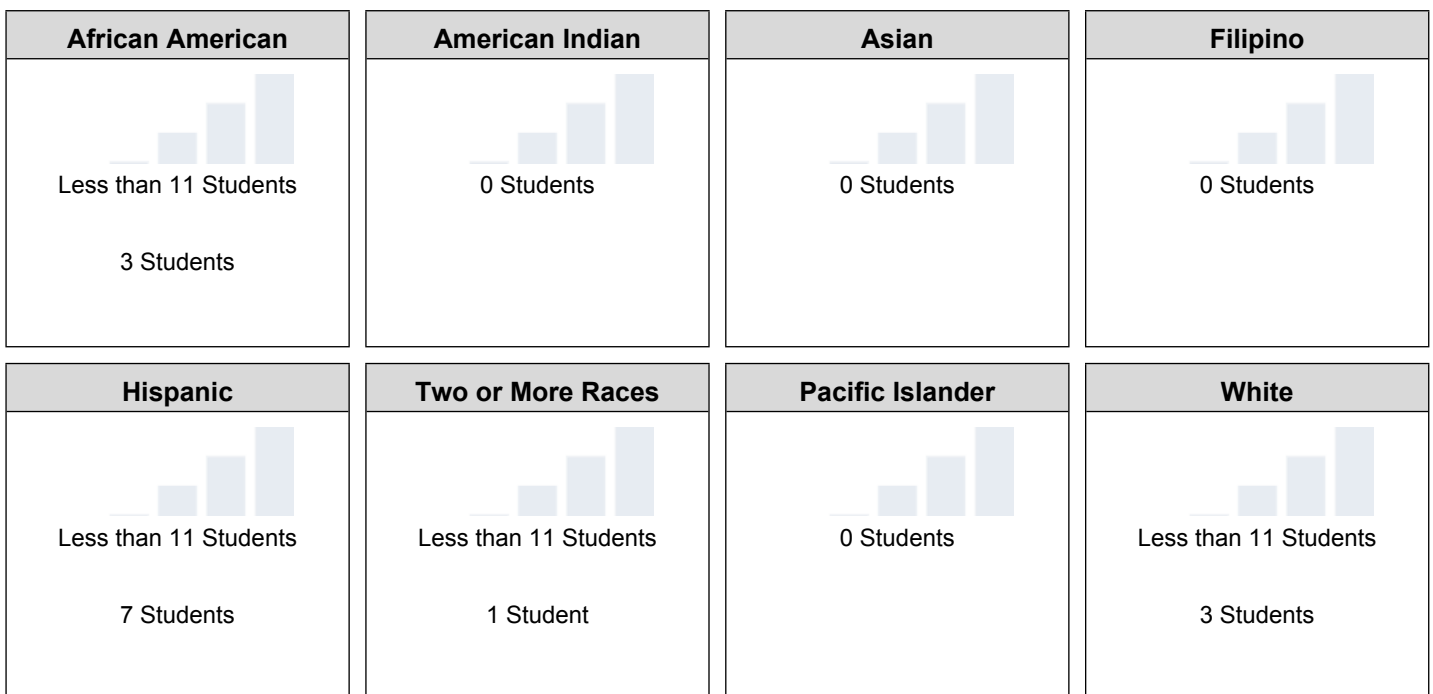 African American
American Indian
Asian
Filipino
Less than 11 Students
0 Students
0 Students
0 Students
3 Students
Hispanic
Two or More Races
Pacific Islander
White
Less than 11 Students
Less than 11 Students
0 Students
Less than 11 Students
7 Students
1 Student
3 Students